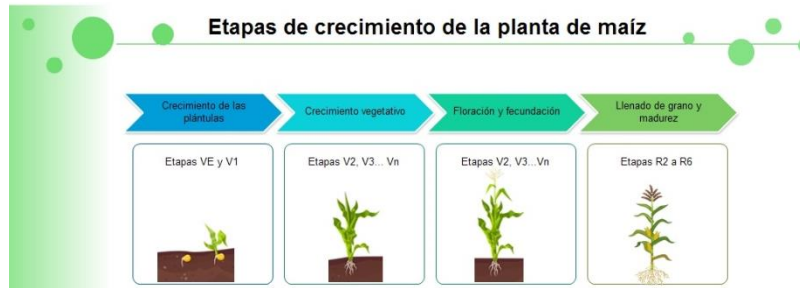 Etapas de crecimiento de la planta de maíz
Crecimiento de las
plántulas
Crecimiento vegetativo
Floración y fecundación
Llenado de grano y
madurez
Etapas VE y V1
Etapas V2, V3... Vn
Etapas V2, V3...Vn
Etapas R2 a R6